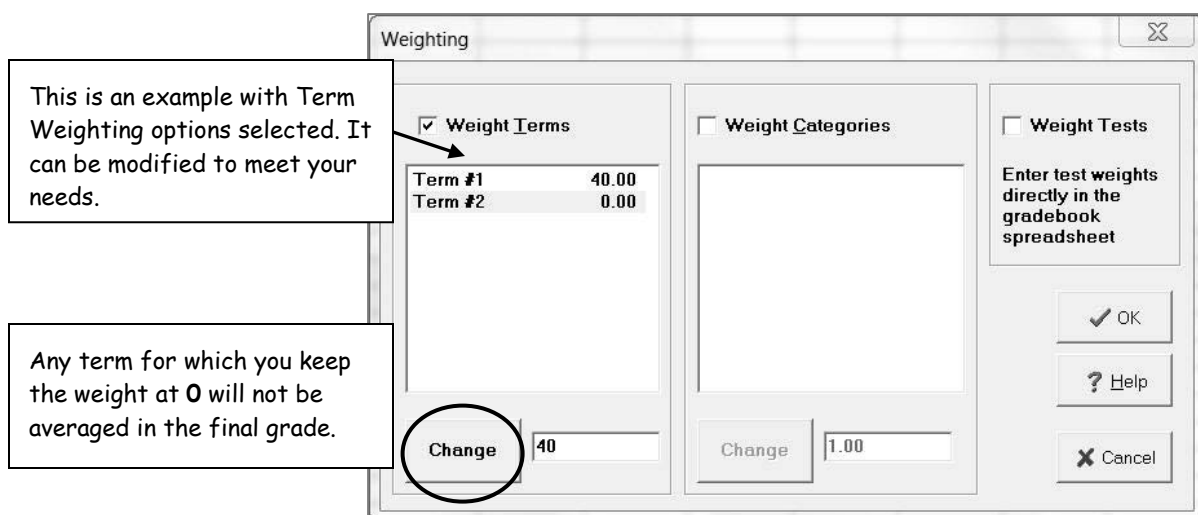 Weighting
This is an example with Term
Weighting options selected. It
can be modified to meet your
needs.
Weight Terms
Term #1 40.00
Term #2 0.00
Any term for which you keep
the weight at 0 will not be
averaged in the final grade.
Change 40
Weight Categories
Change 1.00
Weight Tests
Enter test weights
directly in the
gradebook
spreadsheet
OK
? Help
Cancel